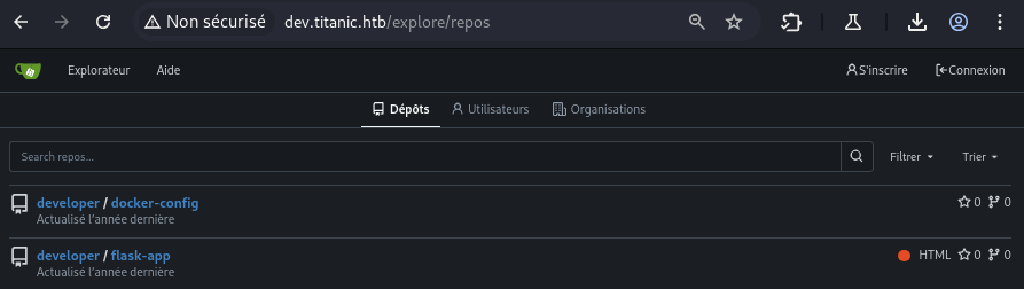 Non sécurisé dev.titanic.htb/explore/repos
Explorateur Aide S'inscrire Connexion
Dépôts Utilisateurs Organisations
Search repos... Filtrer Trier
developer / docker-config 0 0
Actualisé l'année dernière
developer / flask-app HTML 0 0
Actualisé l'année dernière